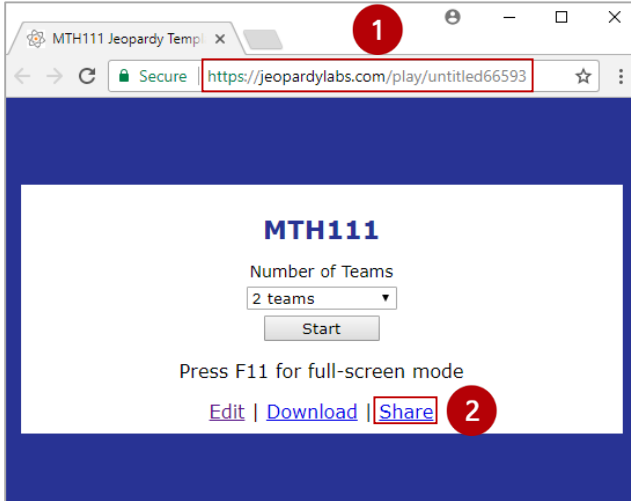 MTH111 Jeopardy Templ
1
Secure | https://jeopardylabs.com/play/untitled66593
MTH111
Number of Teams
2 teams
Start
Press F11 for full-screen mode
Edit | Download | Share
2